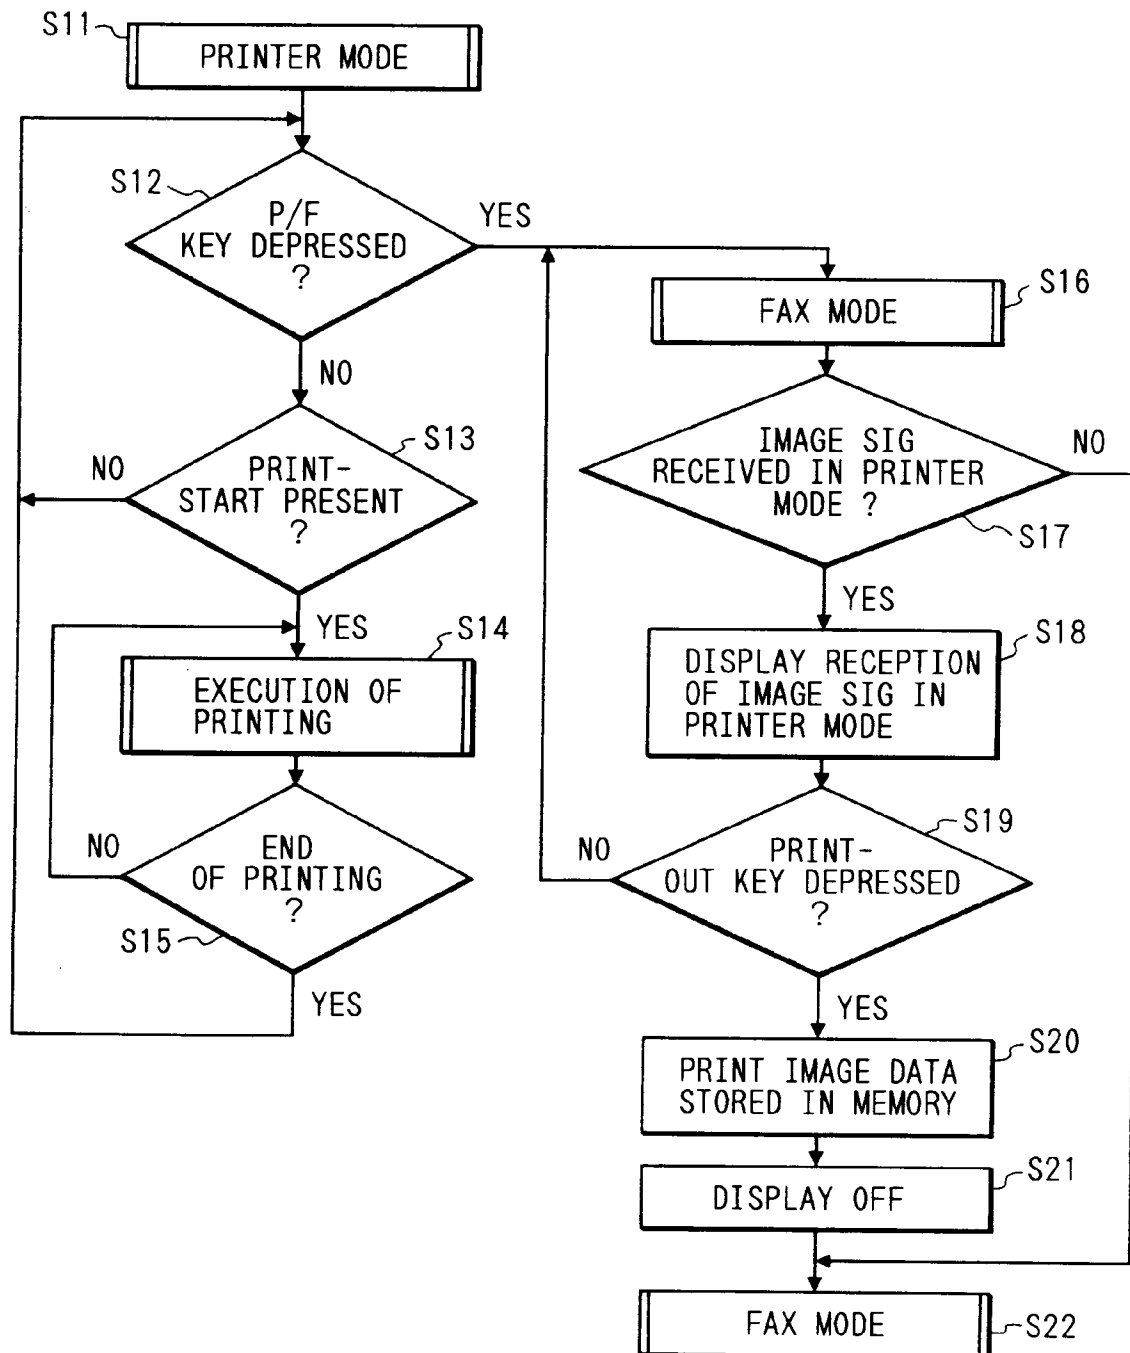 S11
PRINTER MODE
S12
P/F
KEY DEPRESSED
?
YES
NO
S13
PRINT-
START PRESENT
?
NO
YES
S14
EXECUTION OF
PRINTING
END
OF PRINTING
?
NO
S15
YES
FAX MODE
S16
IMAGE SIG
RECEIVED IN PRINTER
MODE ?
NO
S17
YES
S18
DISPLAY RECEPTION
OF IMAGE SIG IN
PRINTER MODE
S19
PRINT-
OUT KEY DEPRESSED
?
NO
YES
S20
PRINT IMAGE DATA
STORED IN MEMORY
S21
DISPLAY OFF
FAX MODE
S22